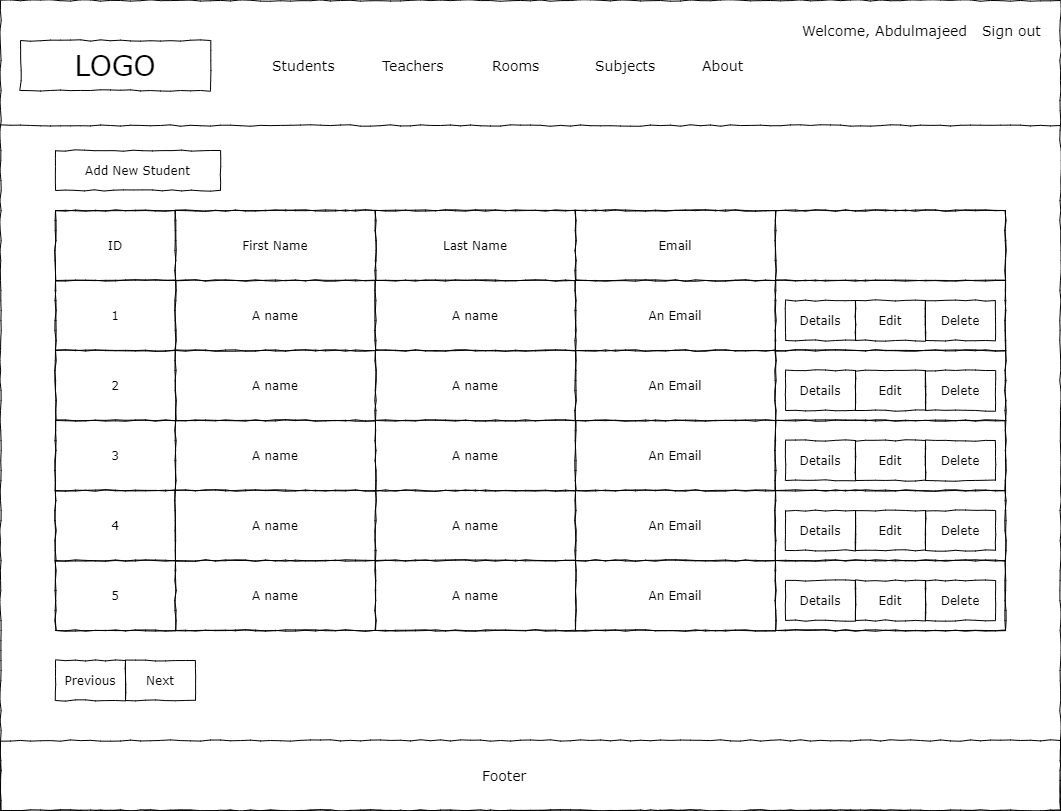 Welcome, Abdulmajeed Sign out
LOGO Students Teachers Rooms Subjects About
Add New Student
ID First Name Last Name Email
1 A name A name An Email Details Edit Delete
2 A name A name An Email Details Edit Delete
3 A name A name An Email Details Edit Delete
4 A name A name An Email Details Edit Delete
5 A name A name An Email Details Edit Delete
Previous Next
Footer